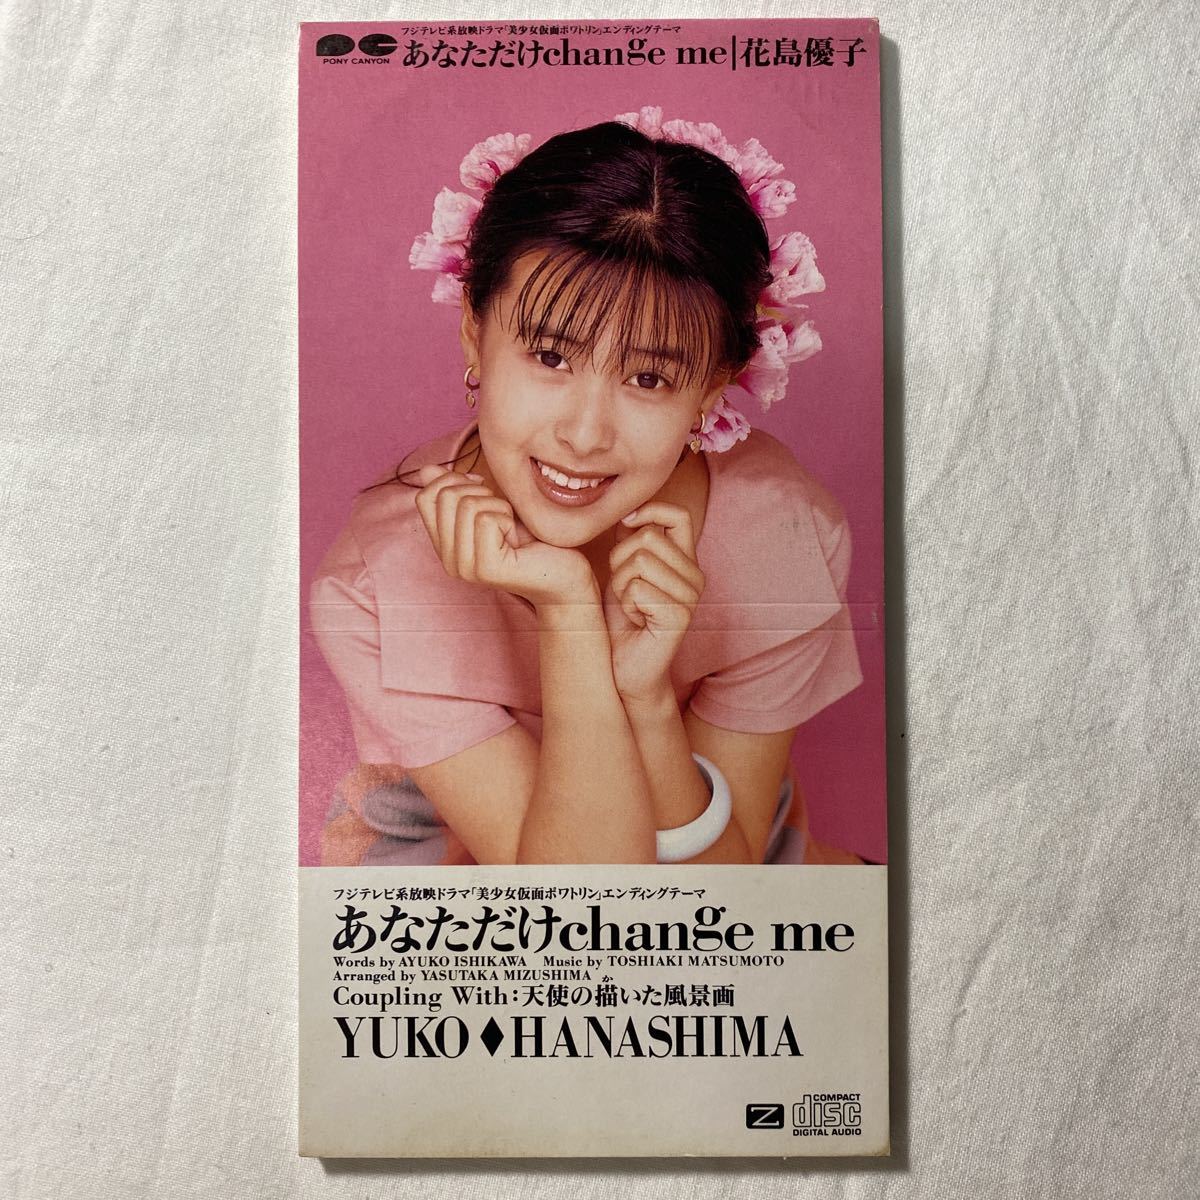 フジテレビ系放映ドラマ「美少女仮面ポワトリン」エンディングテーマ
PONY CANYON
あなただけchange me|花島優子
フジテレビ系放映ドラマ「美少女仮面ポワトリン」エンディングテーマ
あなただけchange me
Words by AYUKO ISHIKAWA Music by TOSHIAKI MATSUMOTO
Arranged by YASUTAKA MIZUSHIMA
か
Coupling With:天使の描いた風景画
YUKO♦HANASHIMA
Z COMPACT disc DIGITAL AUDIO